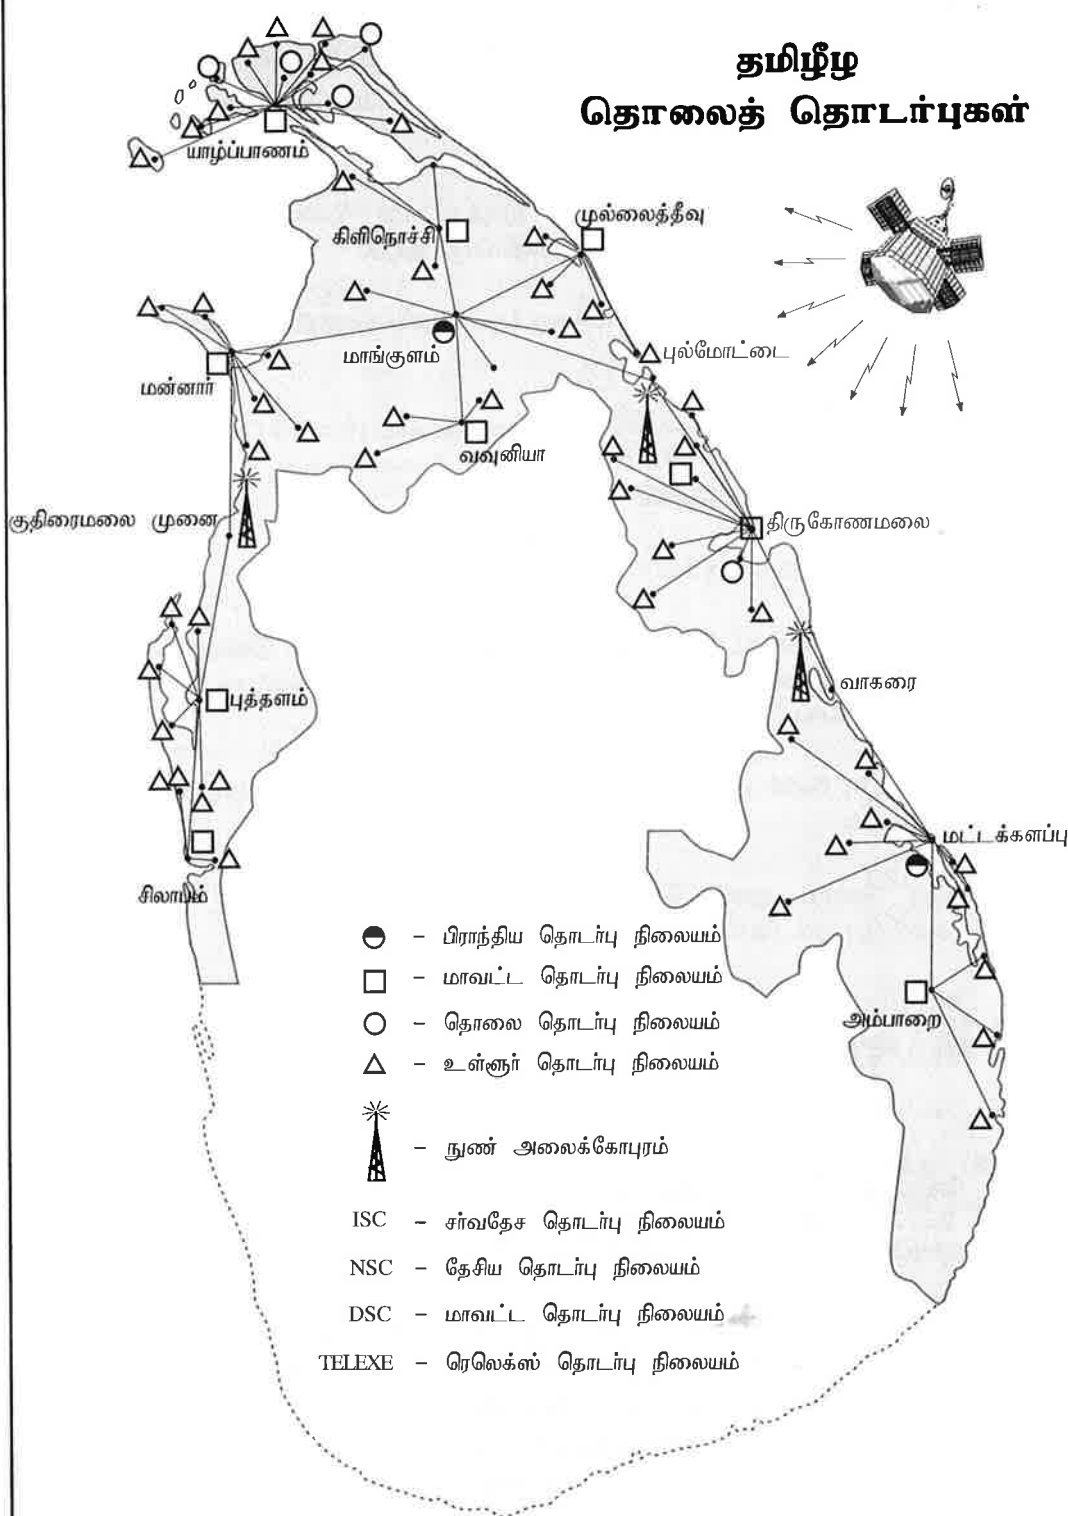 தமிழீழ
தொலைத் தொடர்புகள்
யாழ்ப்பாணம்
முல்லைத்தீவு
கிளிநொச்சி
மாங்குளம்
புல்மோட்டை
மன்னார்
வவுனியா
குதிரைமலை முனை
திருகோணமலை
வாகரை
புத்தளம்
மட்டக்களப்பு
சிலாபம்
அம்பாறை
– பிராந்திய தொடர்பு நிலையம்
– மாவட்ட தொடர்பு நிலையம்
– தொலை தொடர்பு நிலையம்
– உள்ளூர் தொடர்பு நிலையம்
– நுண் அலைக்கோபுரம்
ISC – சர்வதேச தொடர்பு நிலையம்
NSC – தேசிய தொடர்பு நிலையம்
DSC – மாவட்ட தொடர்பு நிலையம்
TELEXE – ரெலெக்ஸ் தொடர்பு நிலையம்